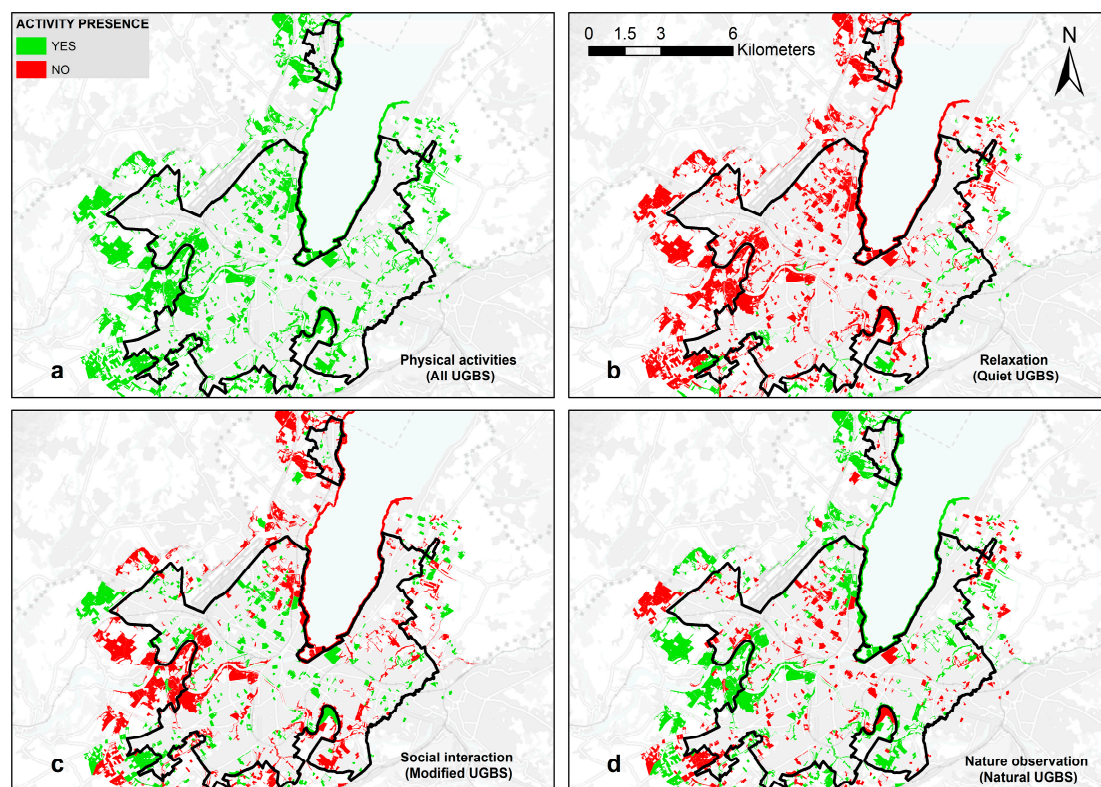 ACTIVITY PRESENCE
YES
NO
a
Physical activities
(All UGBS)
0 1.5 3 6
Kilometers
N
b
Relaxation
(Quiet UGBS)
c
Social interaction
(Modified UGBS)
d
Nature observation
(Natural UGBS)